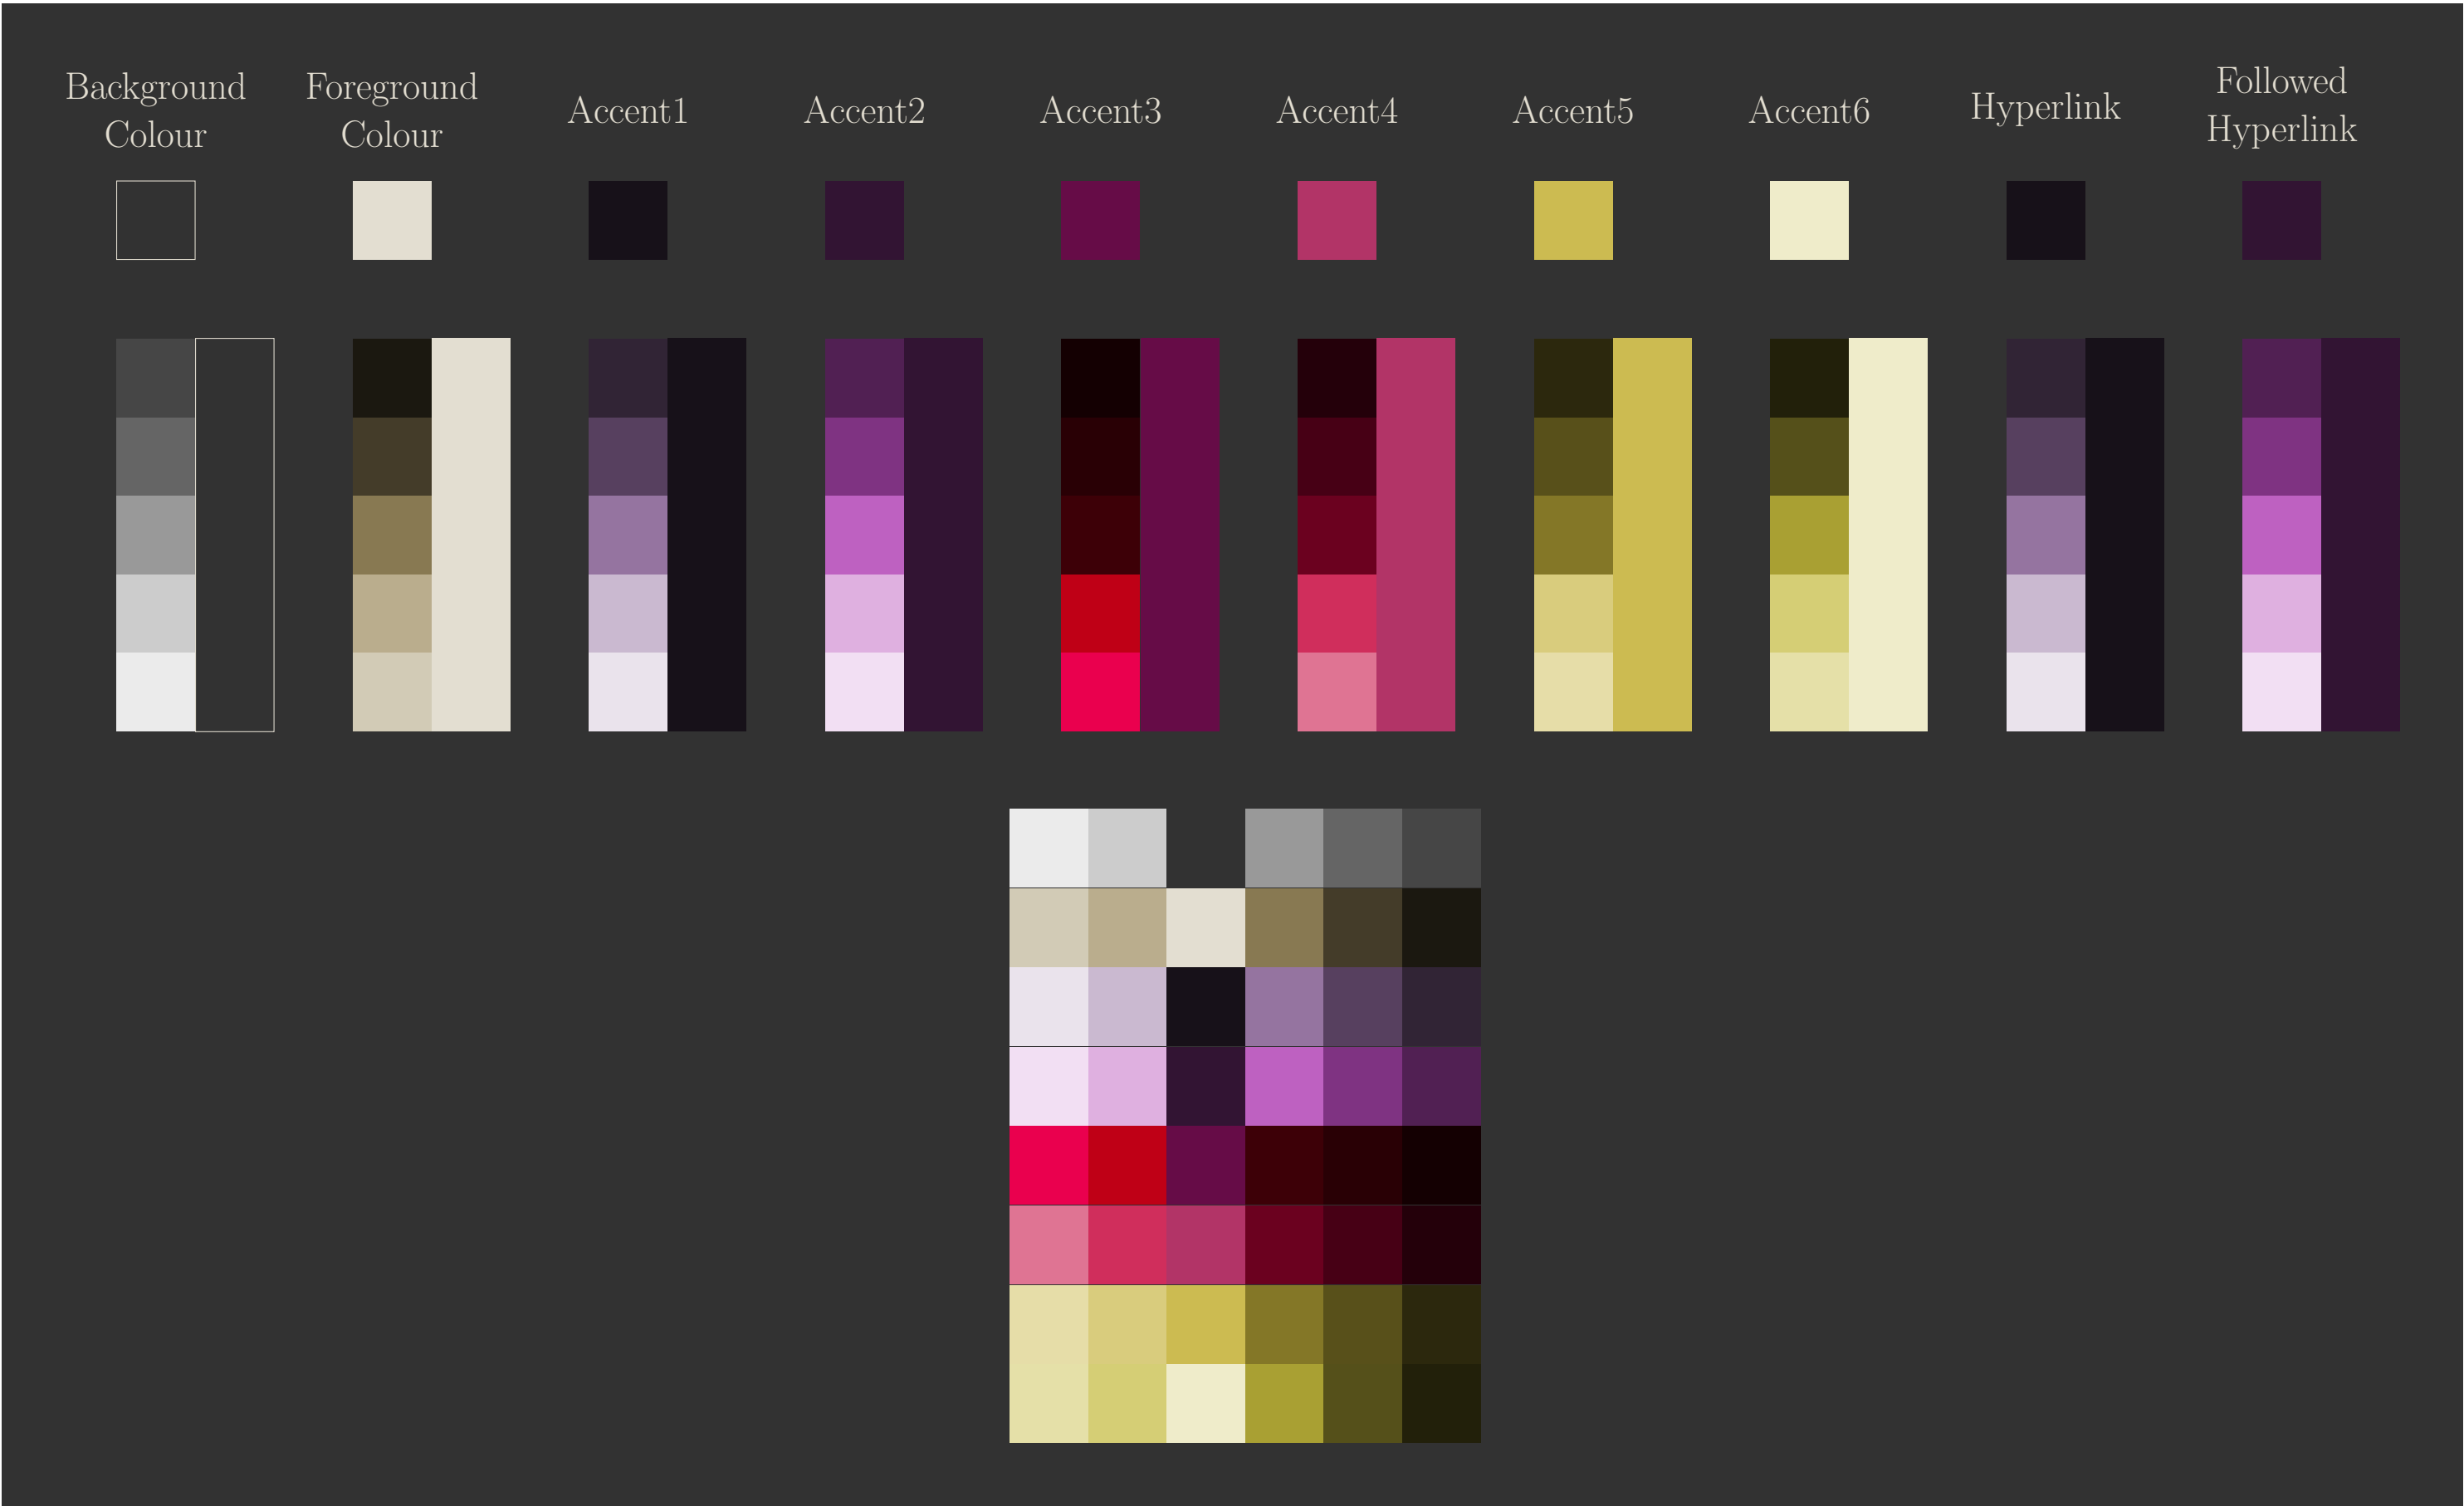 Background
Colour
Foreground
Colour
Accent1
Accent2
Accent3
Accent4
Accent5
Accent6
Hyperlink
Followed
Hyperlink